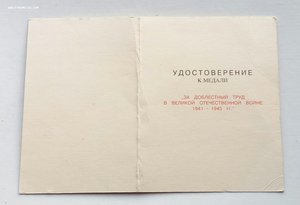 УДОСТОВЕРЕНИЕ
К МЕДАЛИ
„ЗА ДОБЛЕСТНЫЙ ТРУД
В ВЕЛИКОЙ ОТЕЧЕСТВЕННОЙ ВОЙНЕ
1941 - 1945 гг."